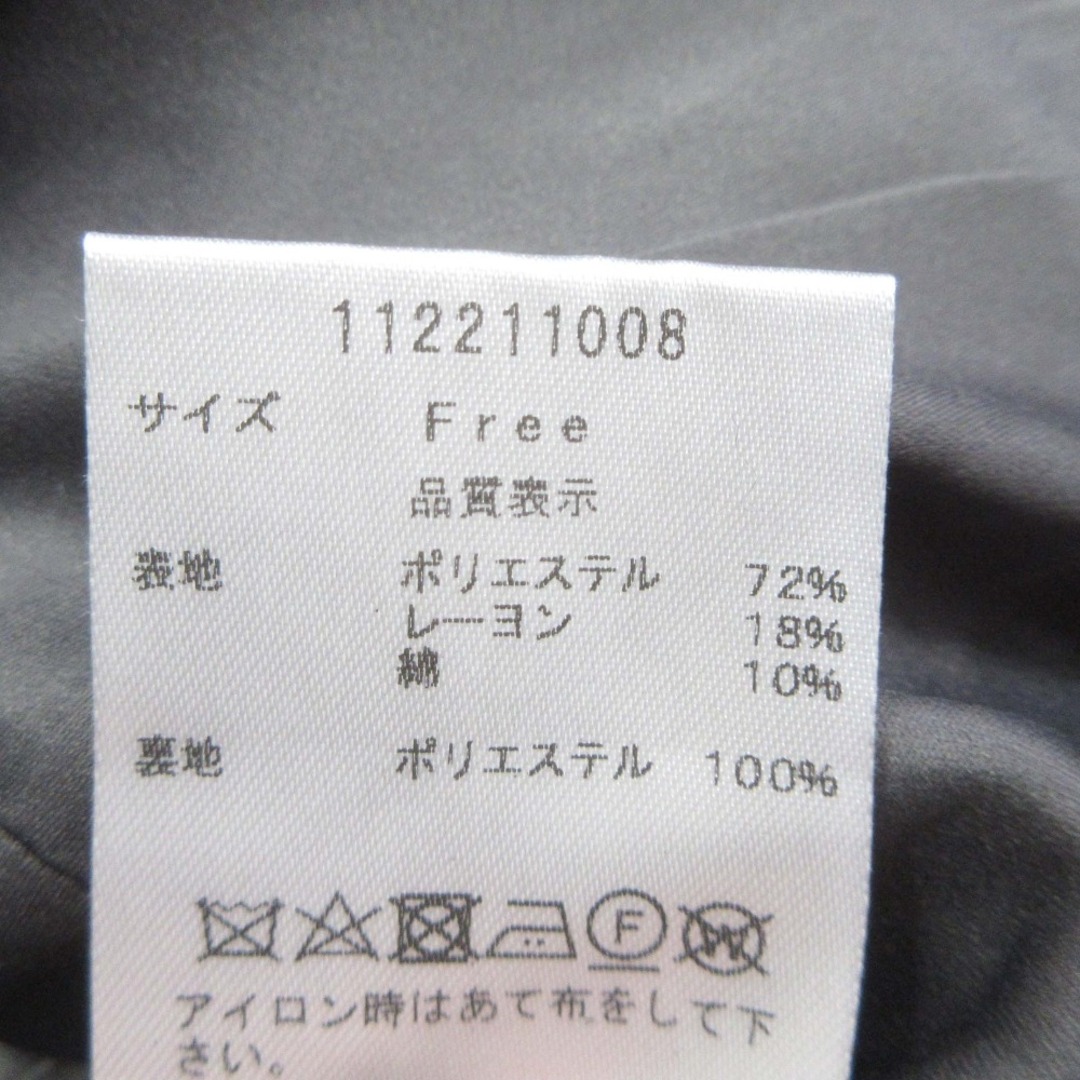 112211008
サイズ Free
品質表示
表地 ポリエステル 72%
レーヨン 18%
綿 10%
裏地 ポリエステル 100%
F W
アイロン時はあて布をして下
さい。